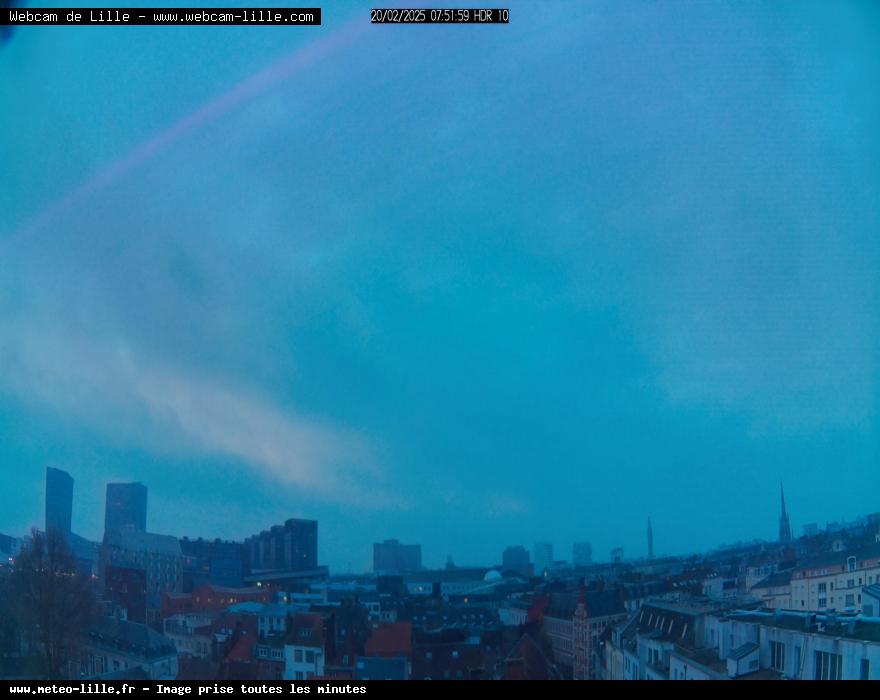 Webcam de Lille - www.webcam-lille.com
20/02/2025 07:51:59 HDR 10
www.meteo-lille.fr - Image prise toutes les minutes